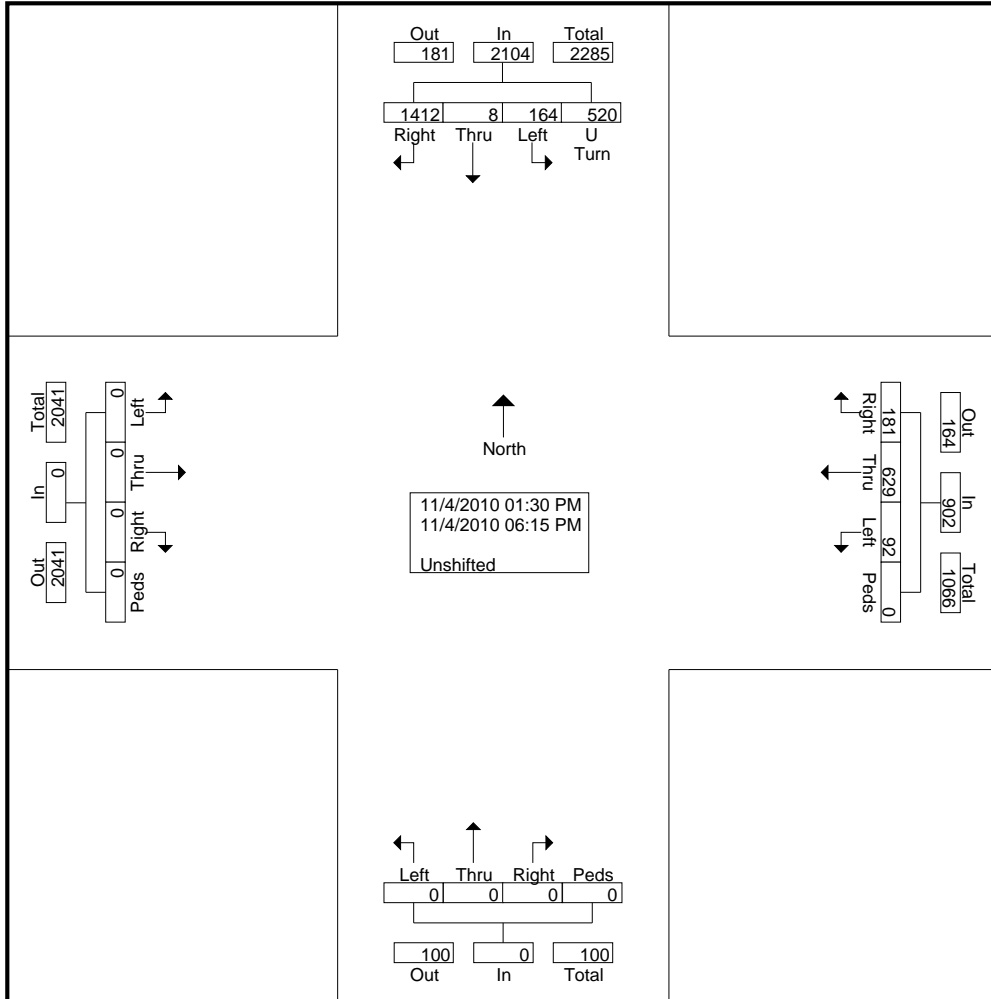 Out In Total
181 2104 2285
1412 8 164 520
Right Thru Left U
Turn
Total In Out
2041 0 2041
0 0 0 0
Left Thru Right Peds
North
11/4/2010 01:30 PM
11/4/2010 06:15 PM
Unshifted
Right Thru Left Peds
181 629 92 0
Out In Total
164 902 1066
Left Thru Right Peds
0 0 0 0
100 0 100
Out In Total